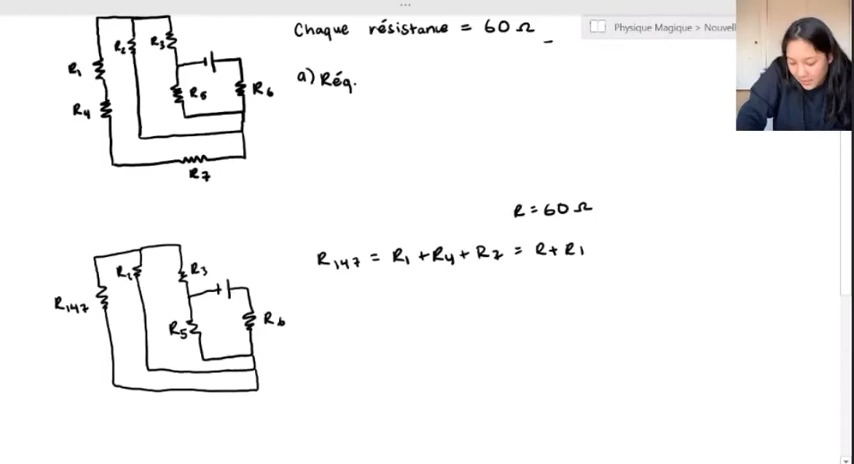 Chaque résistance = 60 Ω
Physique Magique > Nouvell
a) Réq.
R1
R2
R3
R4
R5
R6
R7
R = 60 Ω
R147 = R1 + R4 + R7 = R + R1
R147
R2
R3
R5
R6